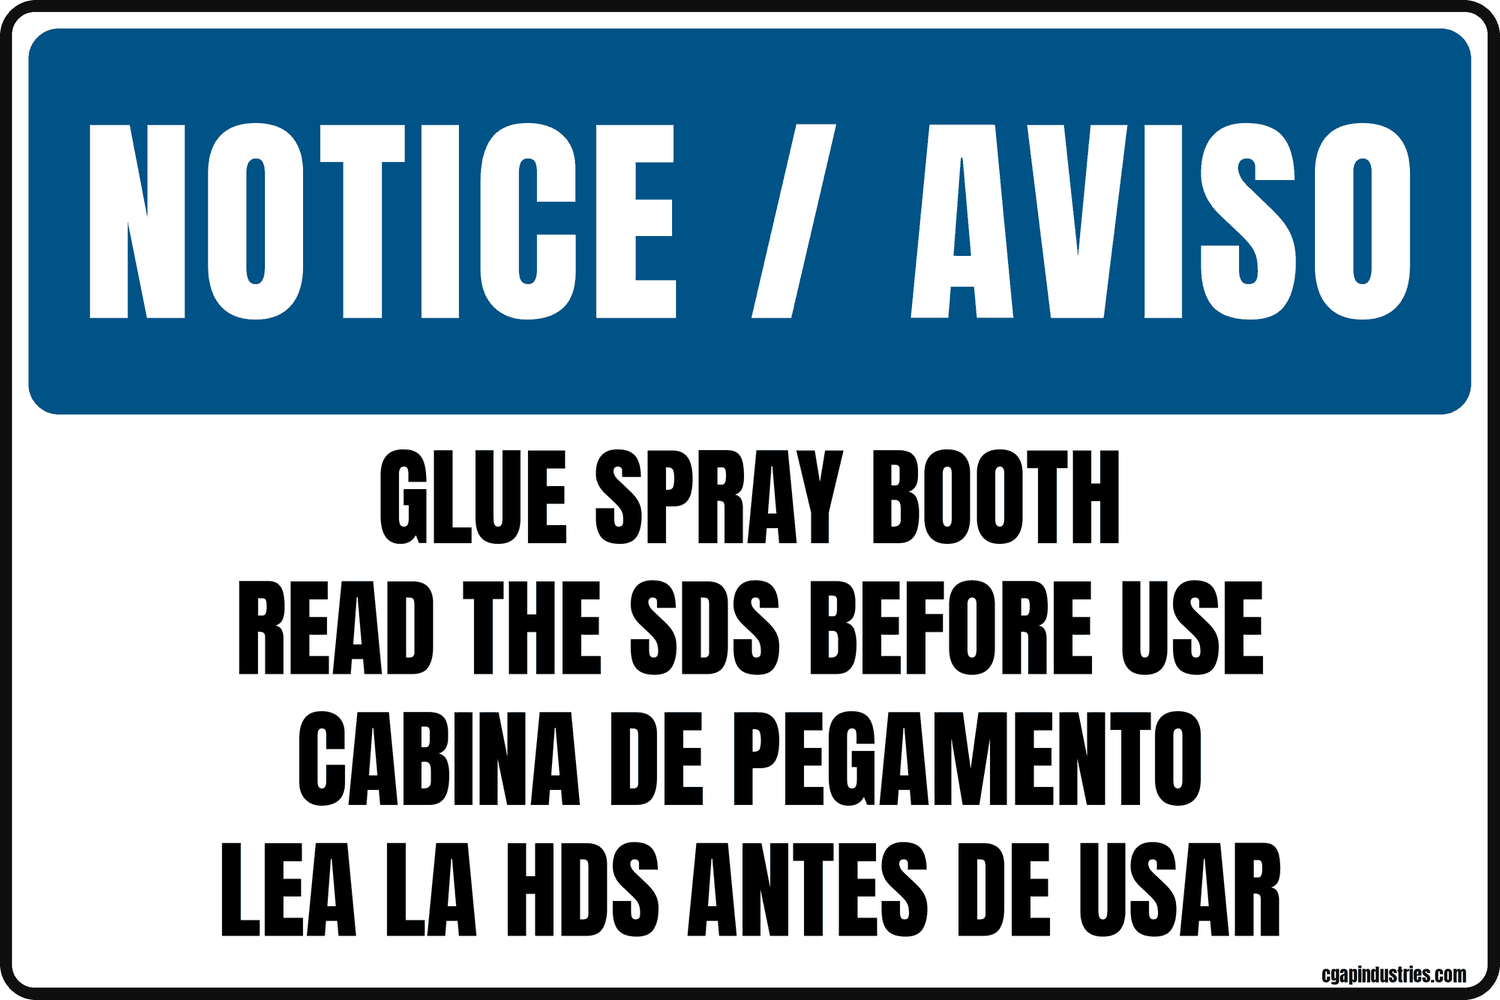 NOTICE / AVISO
GLUE SPRAY BOOTH
READ THE SDS BEFORE USE
CABINA DE PEGAMENTO
LEA LA HDS ANTES DE USAR
cgapindustries.com